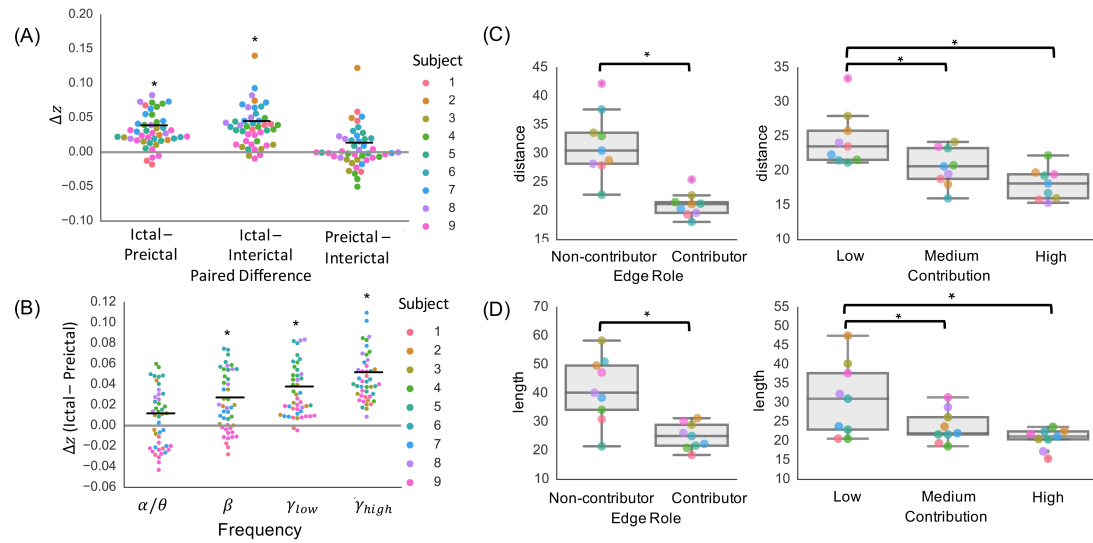 (A)
Δz
0.20
0.15
0.10
0.05
0.00
−0.05
−0.10
*
*
Ictal – Preictal
Ictal – Interictal
Preictal – Interictal
Paired Difference
Subject
1
2
3
4
5
6
7
8
9
(B)
Δz (Ictal – Preictal)
0.12
0.10
0.08
0.06
0.04
0.02
0.00
−0.02
−0.04
−0.06
*
*
*
α/θ
β
γlow
γhigh
Frequency
Subject
1
2
3
4
5
6
7
8
9
(C)
distance
45
40
35
30
25
20
15
*
Non-contributor
Contributor
Edge Role
distance
35
30
25
20
15
10
*
*
Low
Medium
High
Contribution
(D)
length
70
60
50
40
30
20
10
*
Non-contributor
Contributor
Edge Role
length
55
50
45
40
35
30
25
20
15
10
*
*
Low
Medium
High
Contribution